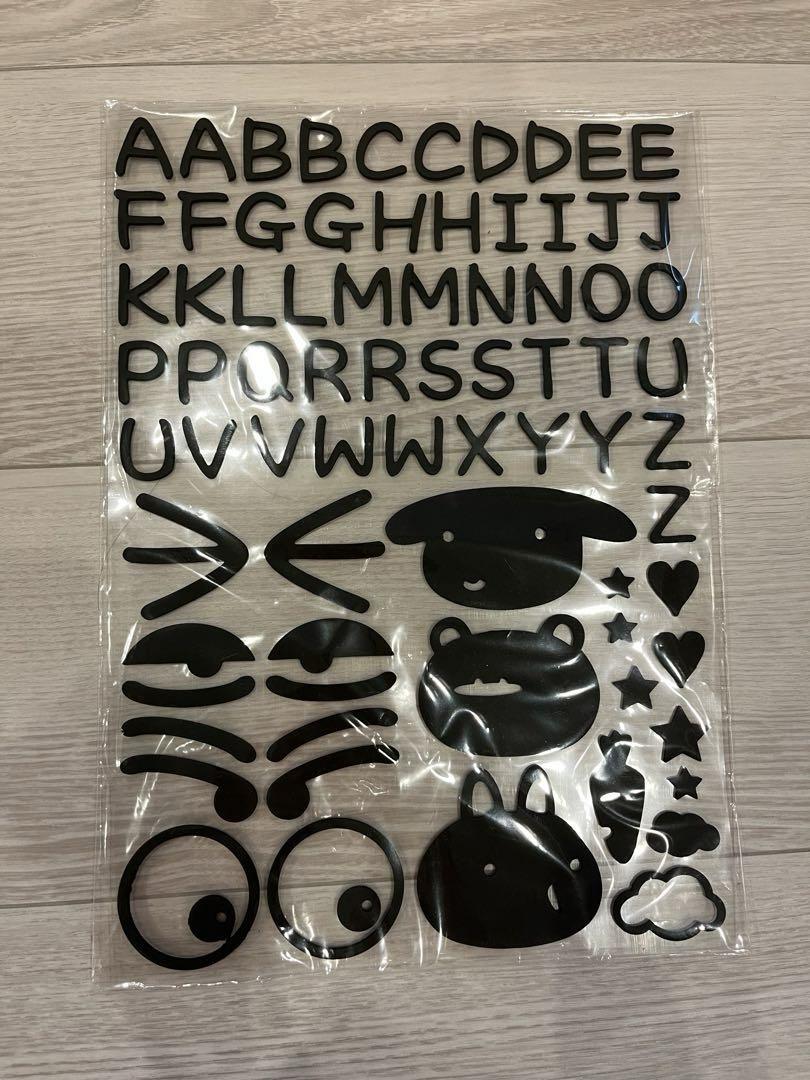 AABBCCDDEE
FFGGHHIIJJ
KKLLMMNNOO
PPQRRSSTTU
UVVWWXYYZ
Z